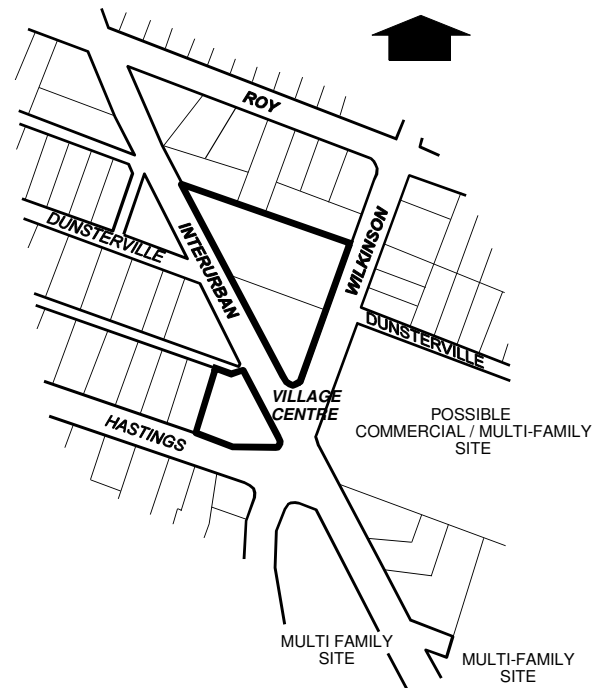 ROY
INTERURBAN
WILKINSON
DUNSTERVILLE
DUNSTERVILLE
VILLAGE
CENTRE
HASTINGS
POSSIBLE
COMMERCIAL / MULTI-FAMILY
SITE
MULTI FAMILY
SITE
MULTI-FAMILY
SITE